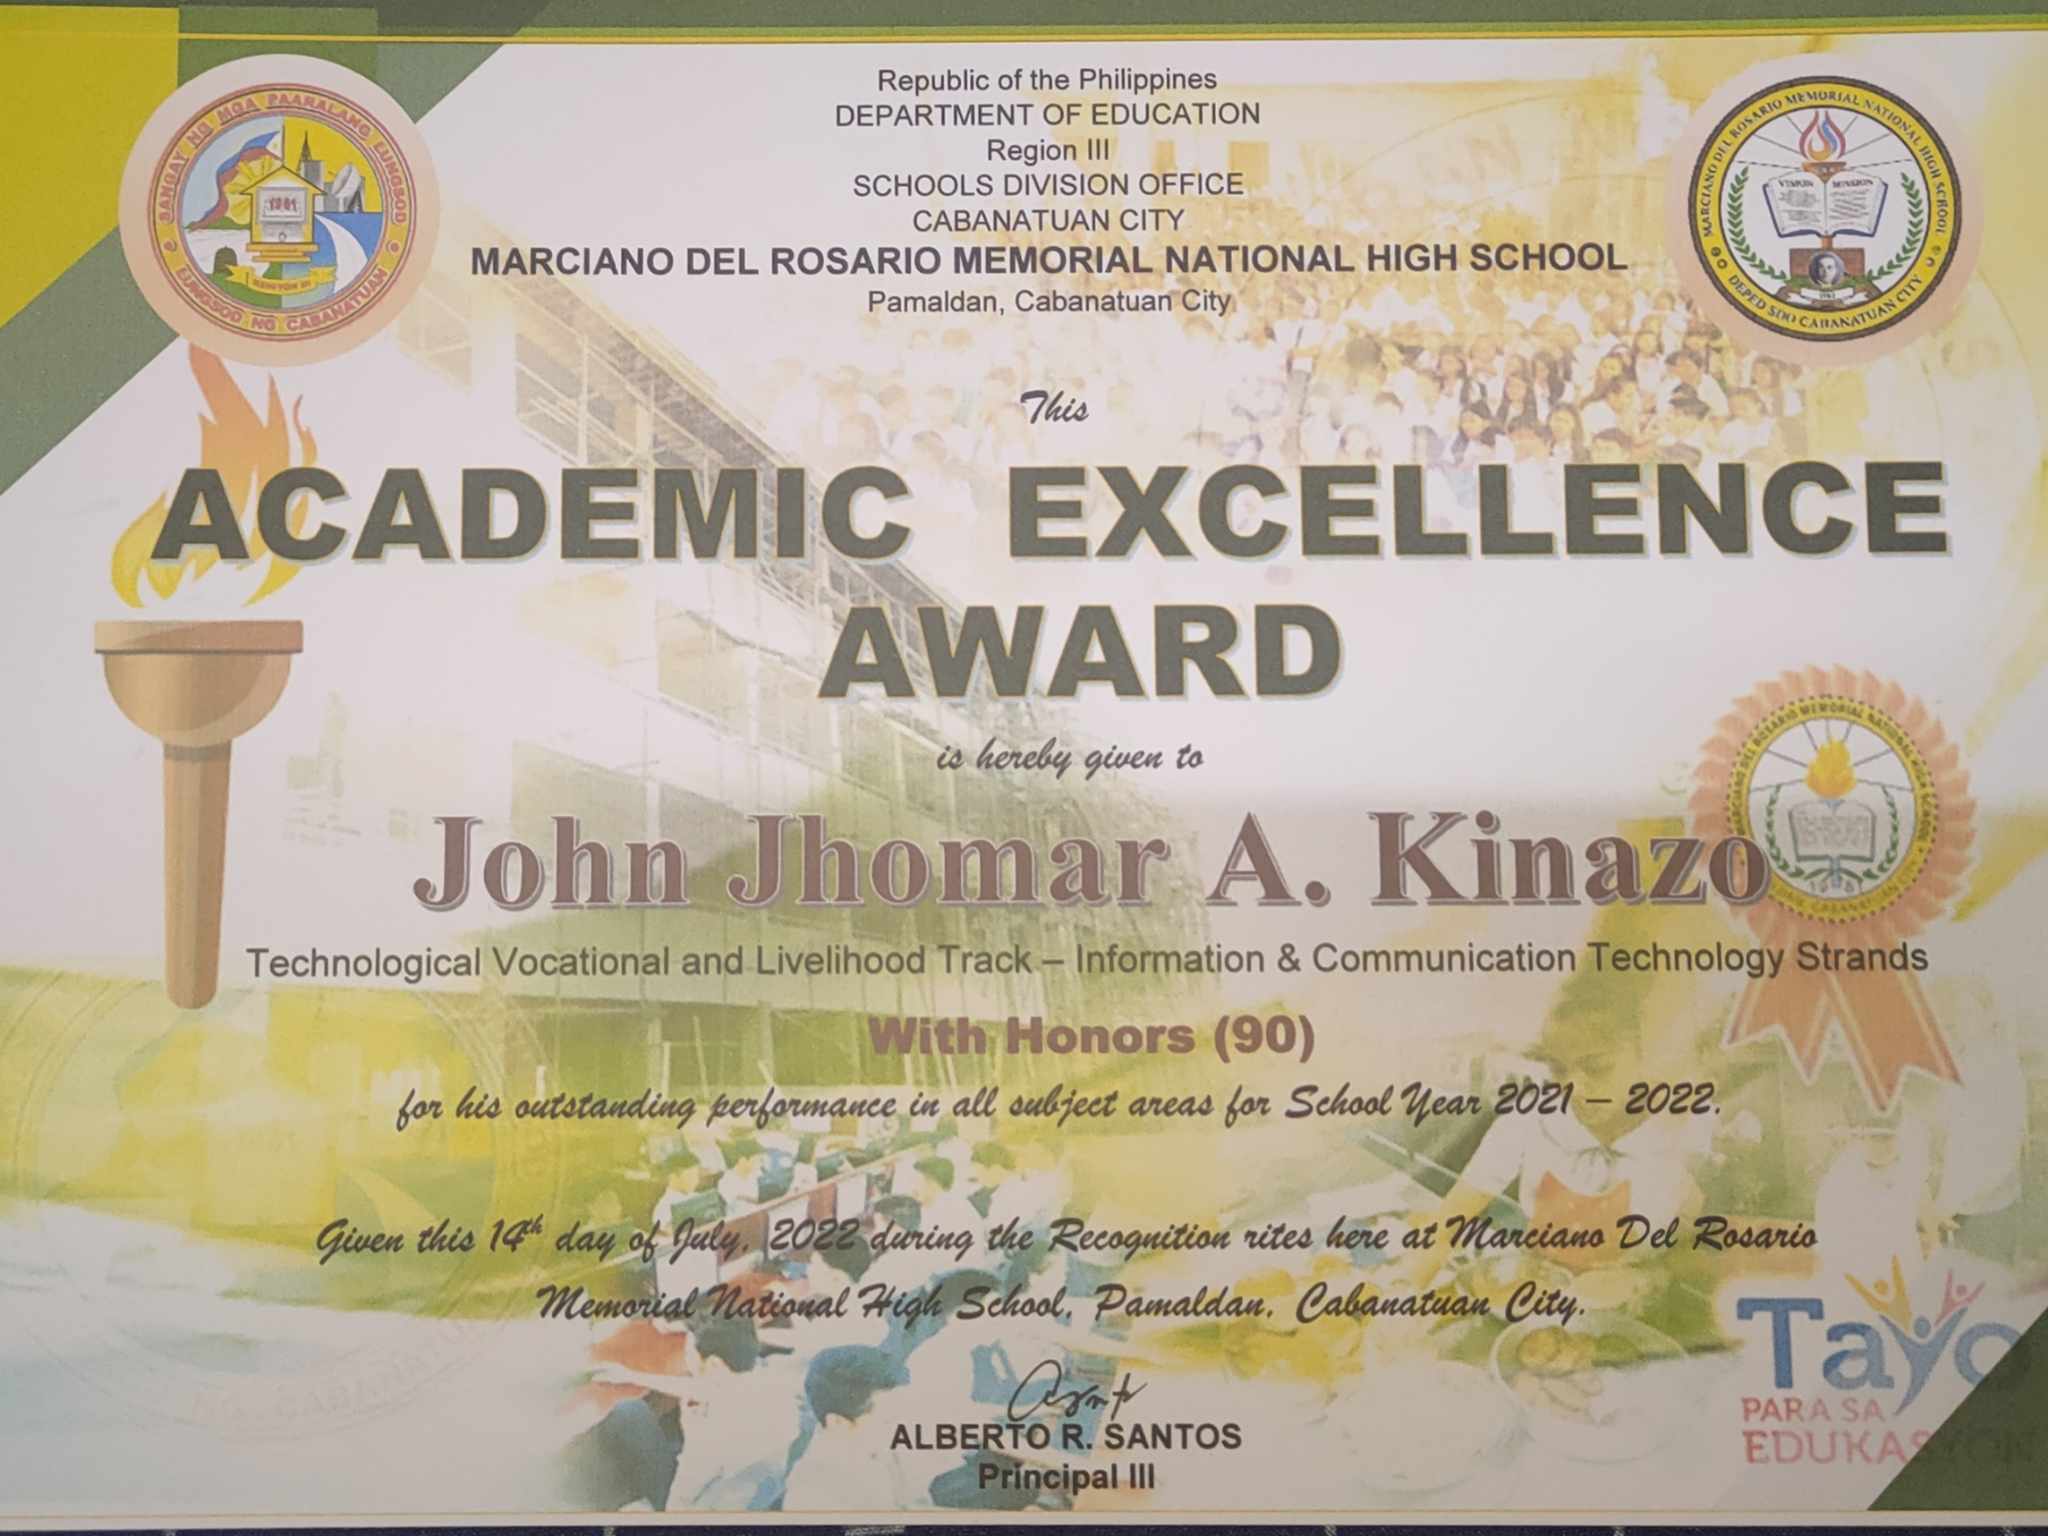 Republic of the Philippines
DEPARTMENT OF EDUCATION
Region III
SCHOOLS DIVISION OFFICE
CABANATUAN CITY
MARCIANO DEL ROSARIO MEMORIAL NATIONAL HIGH SCHOOL
Pamaldan, Cabanatuan City
SANGAY NG MGA PAARALANG LUNGSOD
LUNGSOD NG CABANATUAN
MARCIANO DEL ROSARIO MEMORIAL NATIONAL HIGH SCHOOL
VISION MISSION
DEPED SDO CABANATUAN CITY
This
ACADEMIC EXCELLENCE
AWARD
is hereby given to
John Jhomar A. Kinazo
Technological Vocational and Livelihood Track – Information & Communication Technology Strands
With Honors (90)
for his outstanding performance in all subject areas for School Year 2021 – 2022.
Given this 14th day of July, 2022 during the Recognition rites here at Marciano Del Rosario
Memorial National High School, Pamaldan, Cabanatuan City.
ALBERTO R. SANTOS
Principal III
Tayo
PARA SA
EDUKASYON